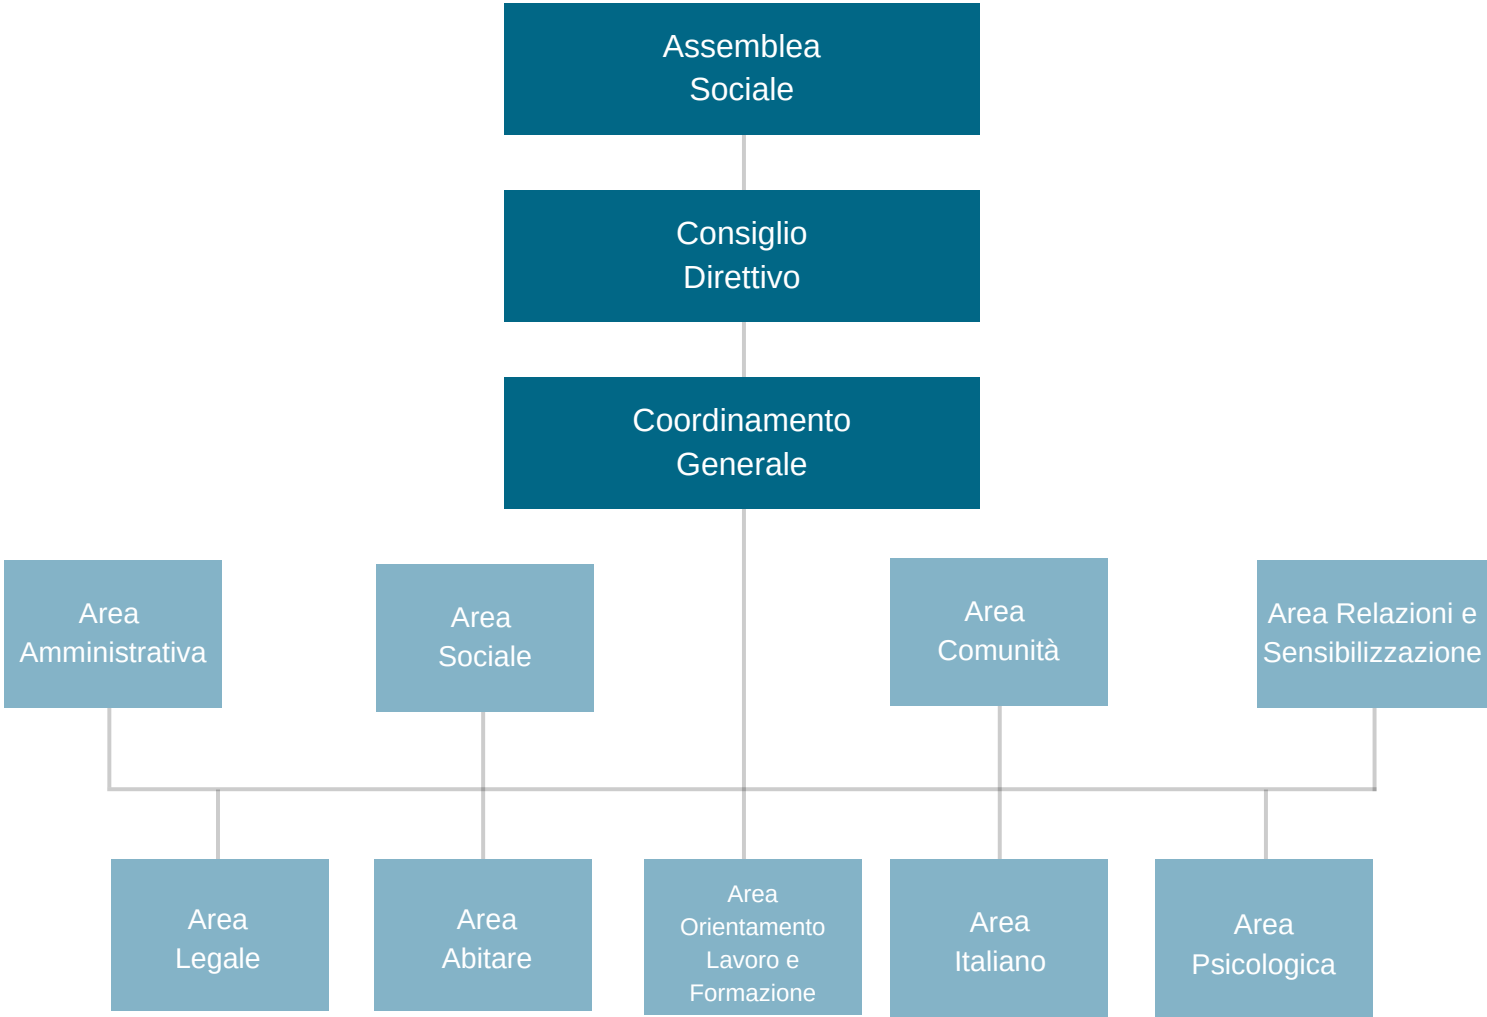 Assemblea
Sociale
Consiglio
Direttivo
Coordinamento
Generale
Area
Amministrativa
Area
Sociale
Area
Comunità
Area Relazioni e
Sensibilizzazione
Area
Legale
Area
Abitare
Area
Orientamento
Lavoro e
Formazione
Area
Italiano
Area
Psicologica